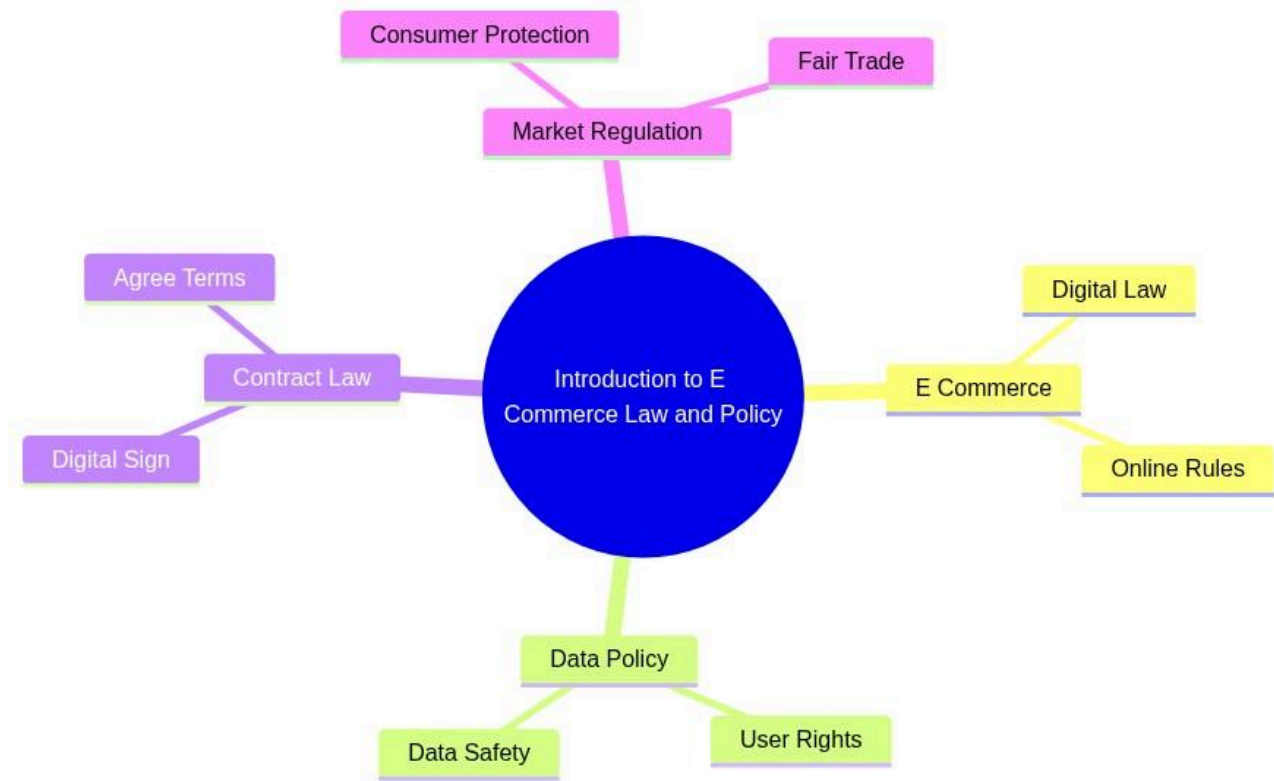 Consumer Protection
Fair Trade
Market Regulation
Agree Terms
Contract Law
Digital Sign
Introduction to E
Commerce Law and Policy
Digital Law
E Commerce
Online Rules
Data Policy
Data Safety
User Rights